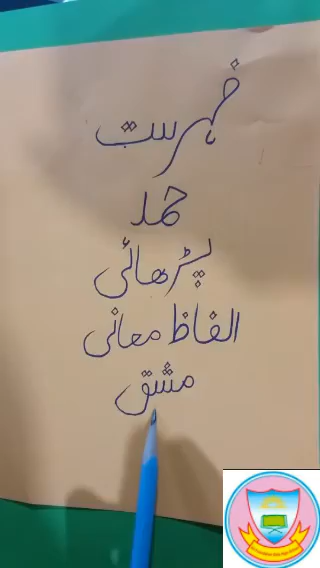 فہرست
حمد
پڑھائی
الفاظ معانی
مشق